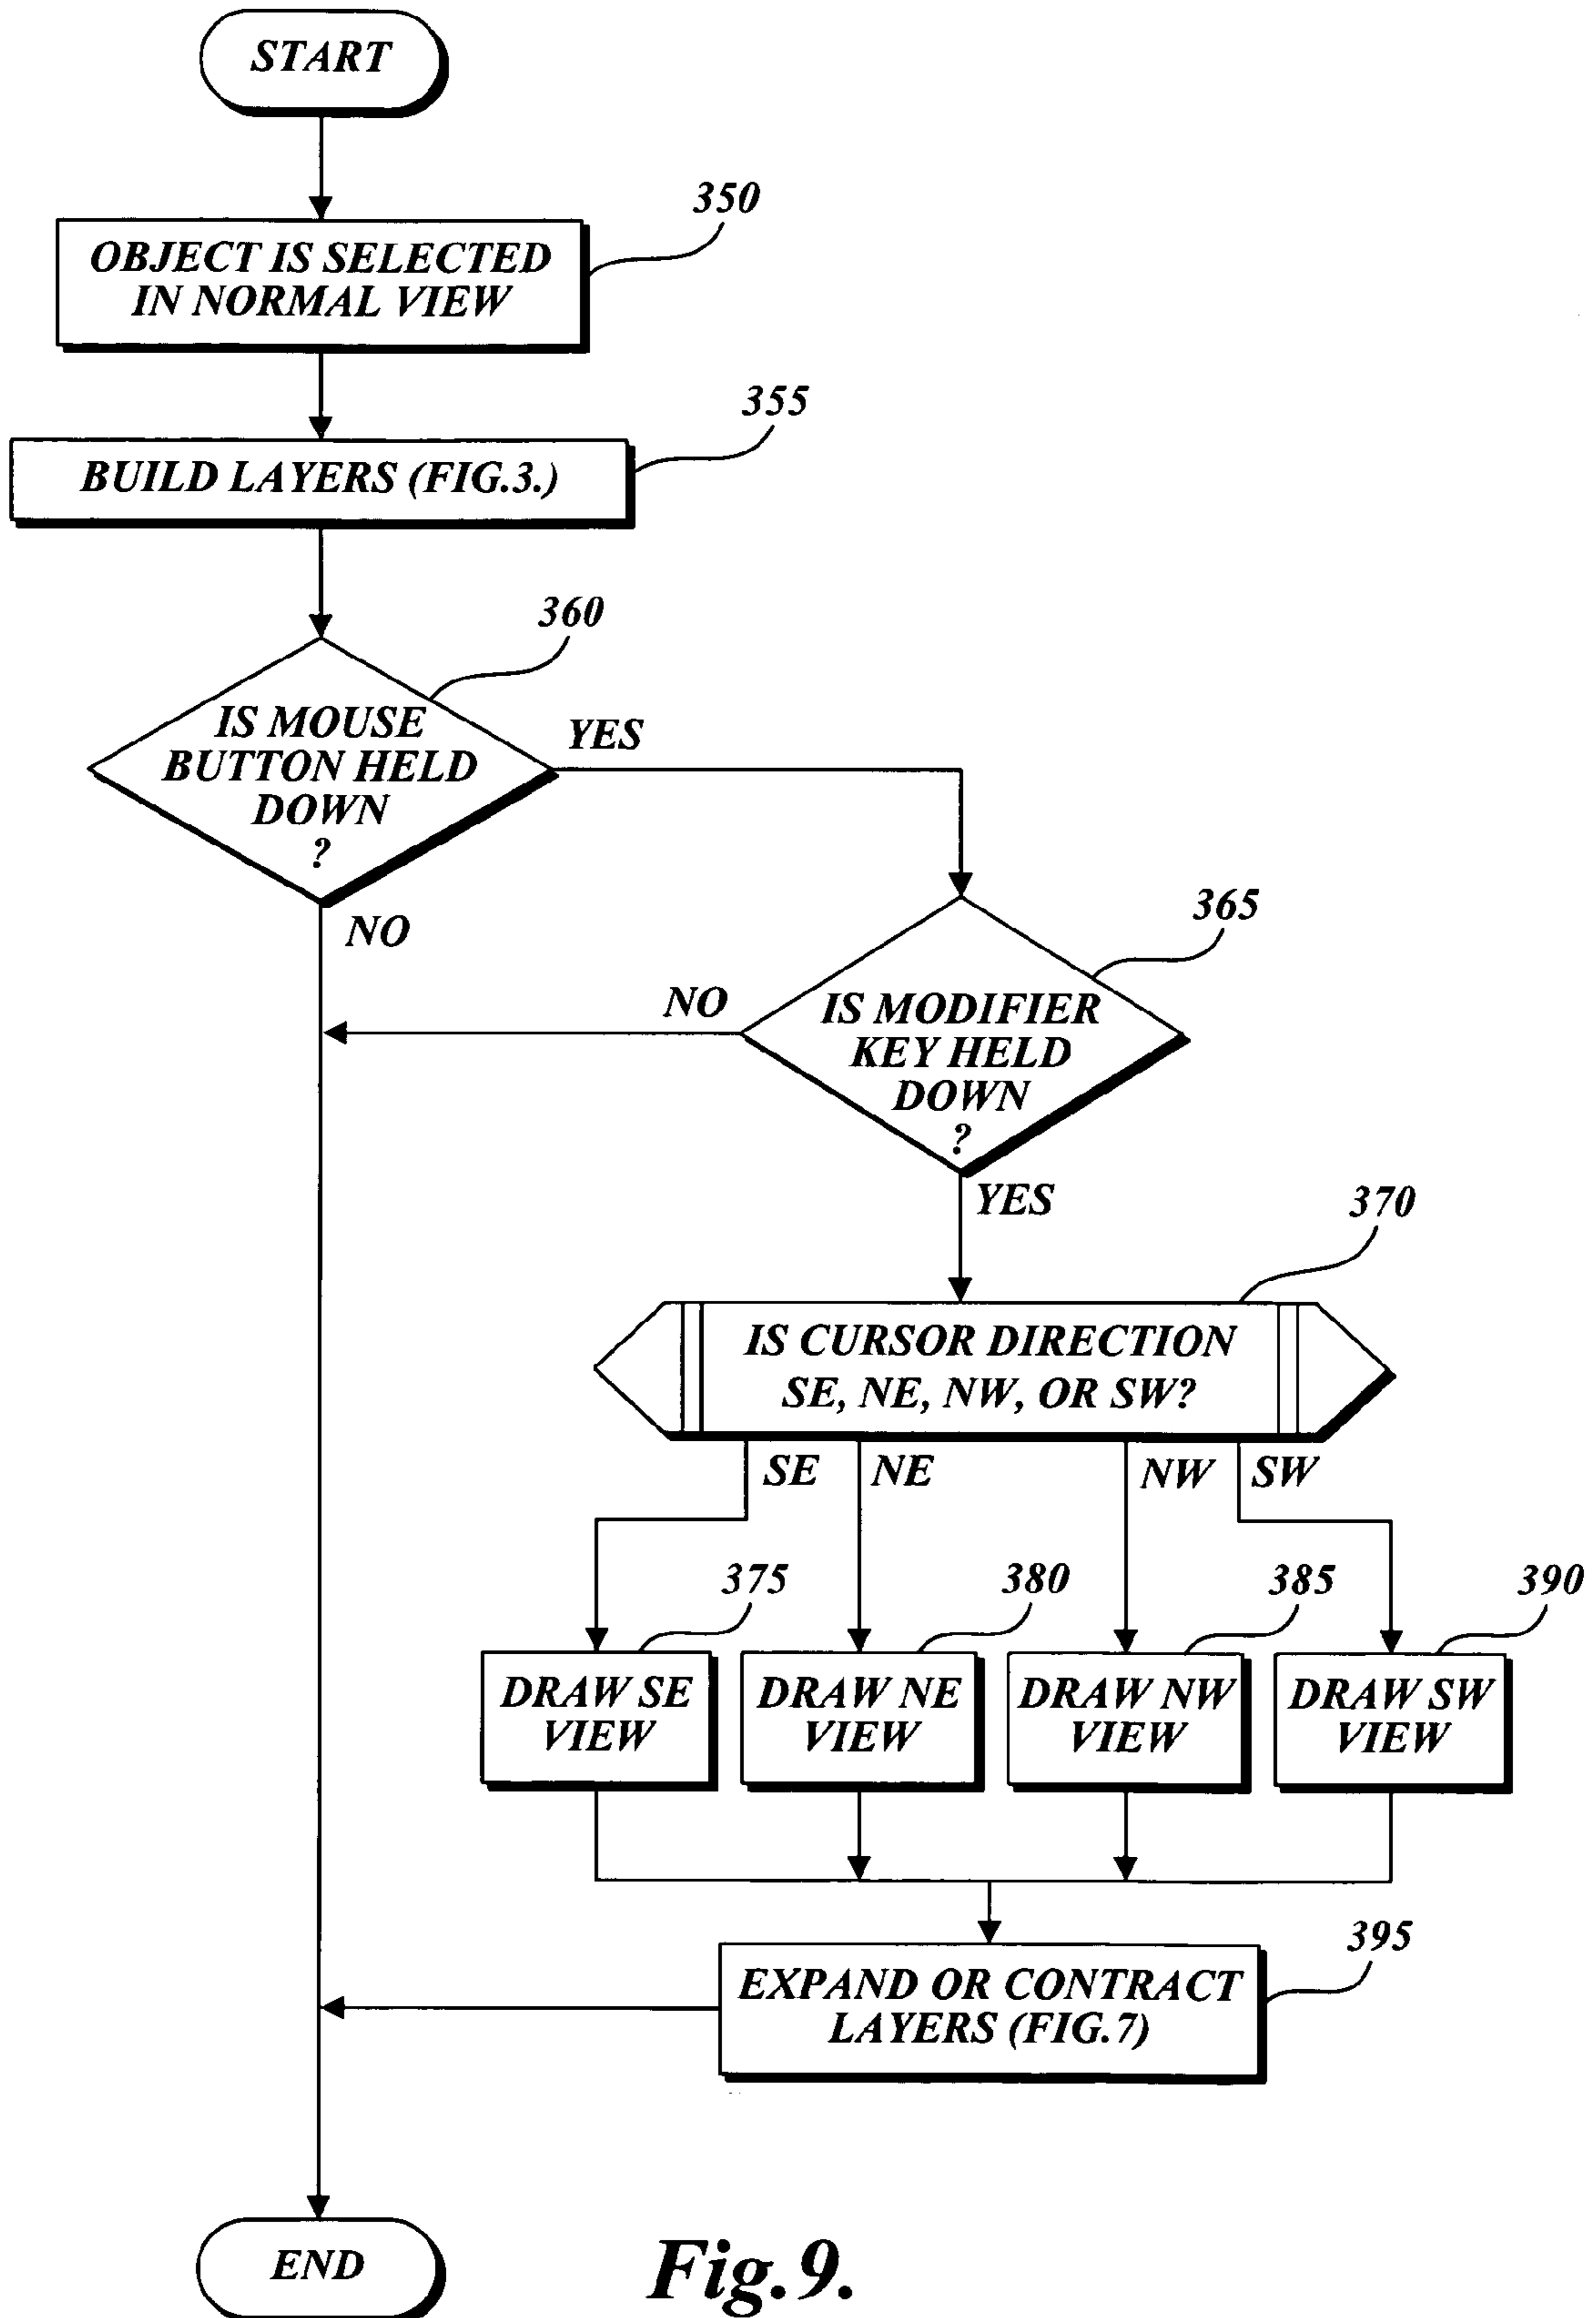 START
350
OBJECT IS SELECTED
IN NORMAL VIEW
355
BUILD LAYERS (FIG.3.)
360
IS MOUSE
BUTTON HELD
DOWN
?
YES
NO
365
NO
IS MODIFIER
KEY HELD
DOWN
?
YES
370
IS CURSOR DIRECTION
SE, NE, NW, OR SW?
SE
NE
NW
SW
375
380
385
390
DRAW SE
VIEW
DRAW NE
VIEW
DRAW NW
VIEW
DRAW SW
VIEW
395
EXPAND OR CONTRACT
LAYERS (FIG.7)
END
Fig.9.